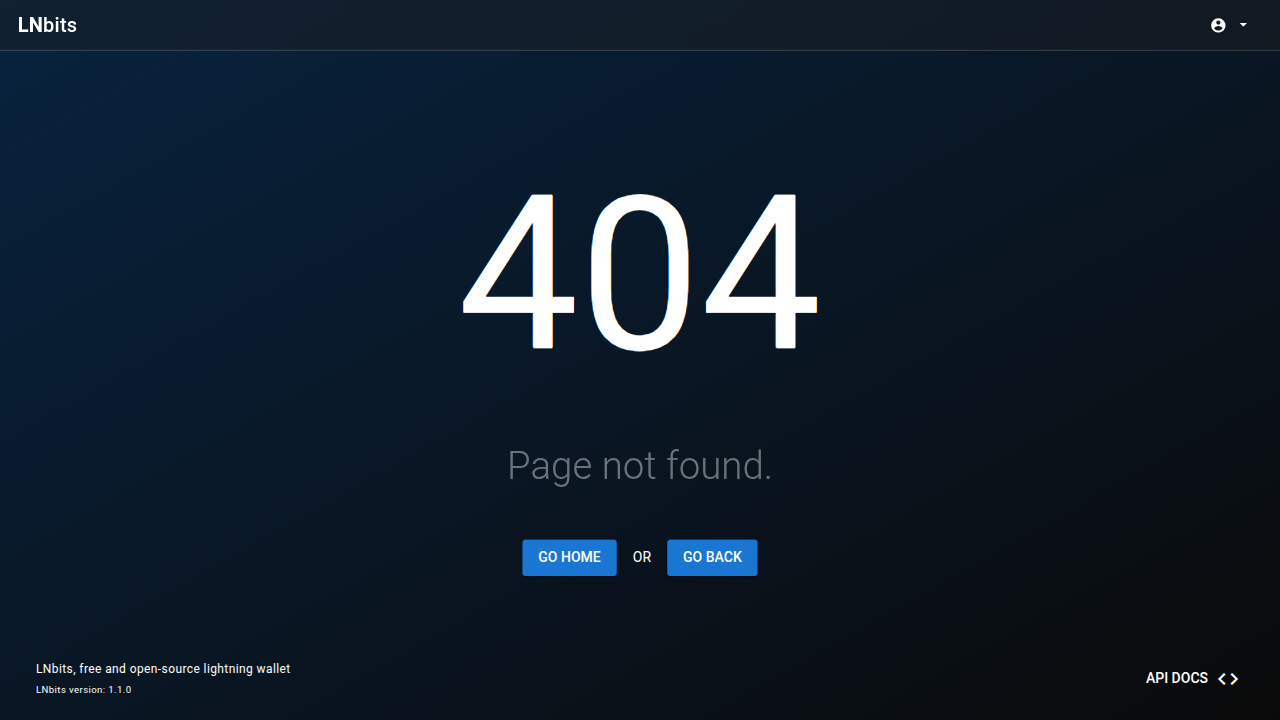 LNbits
404
Page not found.
GO HOME OR GO BACK
LNbits, free and open-source lightning wallet
LNbits version: 1.1.0
API DOCS